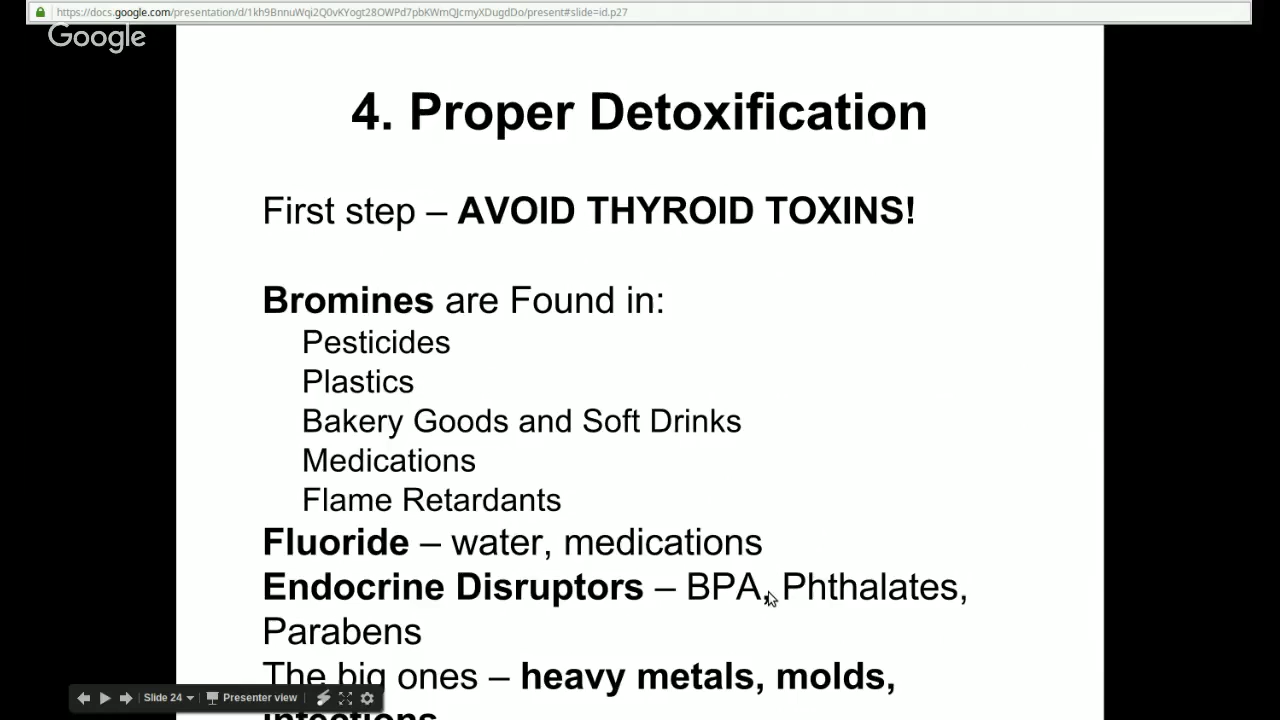 https://docs.google.com/presentation/d/1kh9BnnuWqi2Q0vKYogt28OWPd7pbKWmQJcmyXDugdDo/present#slide=id.p27
Google
4. Proper Detoxification
First step – AVOID THYROID TOXINS!
Bromines are Found in:
Pesticides
Plastics
Bakery Goods and Soft Drinks
Medications
Flame Retardants
Fluoride – water, medications
Endocrine Disruptors – BPA, Phthalates,
Parabens
The big ones – heavy metals, molds,
infections
Slide 24
Presenter view